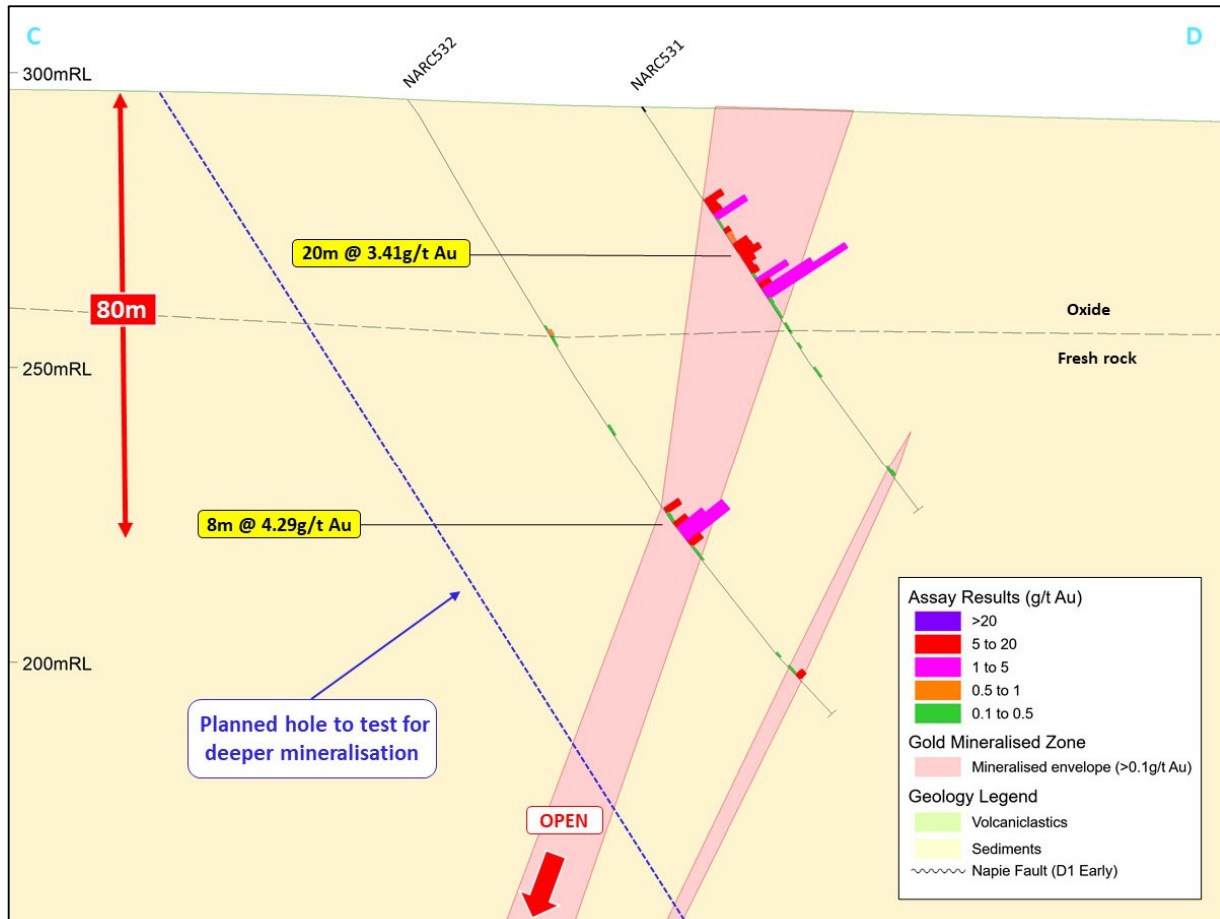 C
D
NARC532
NARC531
300mRL
20m @ 3.41g/t Au
80m
Oxide
Fresh rock
250mRL
8m @ 4.29g/t Au
200mRL
Planned hole to test for
deeper mineralisation
OPEN
Assay Results (g/t Au)
>20
5 to 20
1 to 5
0.5 to 1
0.1 to 0.5
Gold Mineralised Zone
Mineralised envelope (>0.1g/t Au)
Geology Legend
Volcaniclastics
Sediments
Napie Fault (D1 Early)